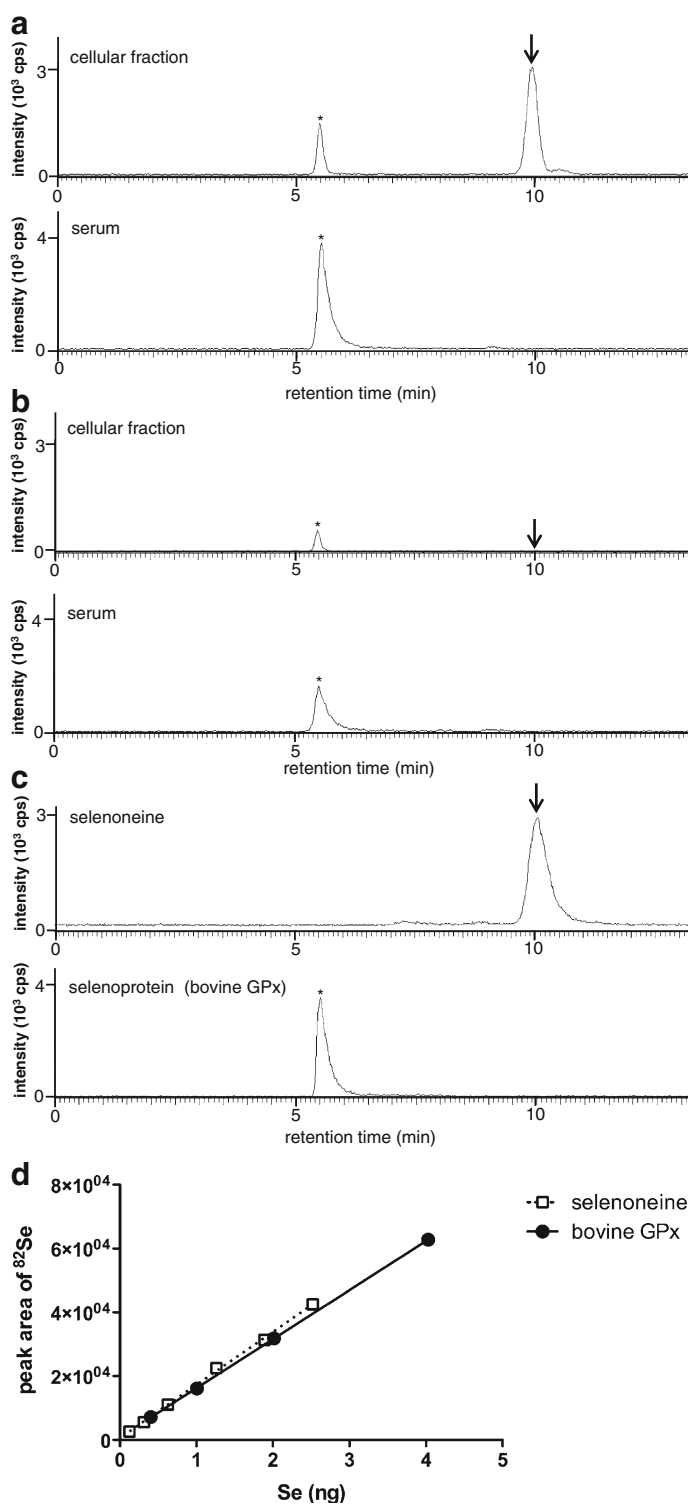 a
cellular fraction
intensity (10³ cps)
3
0
0 5 10
*
serum
intensity (10³ cps)
4
0
0 5 10
*
retention time (min)
b
cellular fraction
intensity (10³ cps)
3
0
0 5 10
*
serum
intensity (10³ cps)
4
0
0 5 10
*
retention time (min)
c
selenoneine
intensity (10³ cps)
3
0
0 5 10
selenoprotein (bovine GPx)
intensity (10³ cps)
4
0
0 5 10
*
retention time (min)
d
peak area of ⁸²Se
8×10⁰⁴
6×10⁰⁴
4×10⁰⁴
2×10⁰⁴
0
0 1 2 3 4 5
Se (ng)
selenoneine
bovine GPx